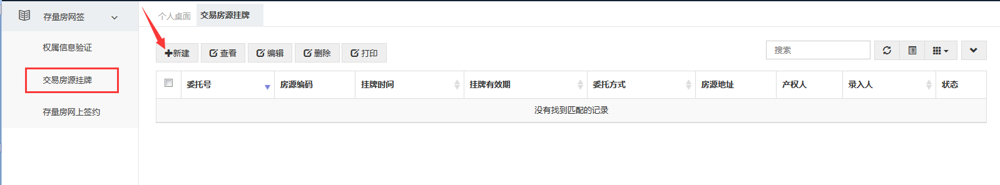 存量房网签
权属信息验证
交易房源挂牌
存量房网上签约
个人桌面 交易房源挂牌
新建 查看 编辑 删除 打印 搜索
委托号 房源编码 挂牌时间 挂牌有效期 委托方式 房源地址 产权人 录入人 状态
没有找到匹配的记录